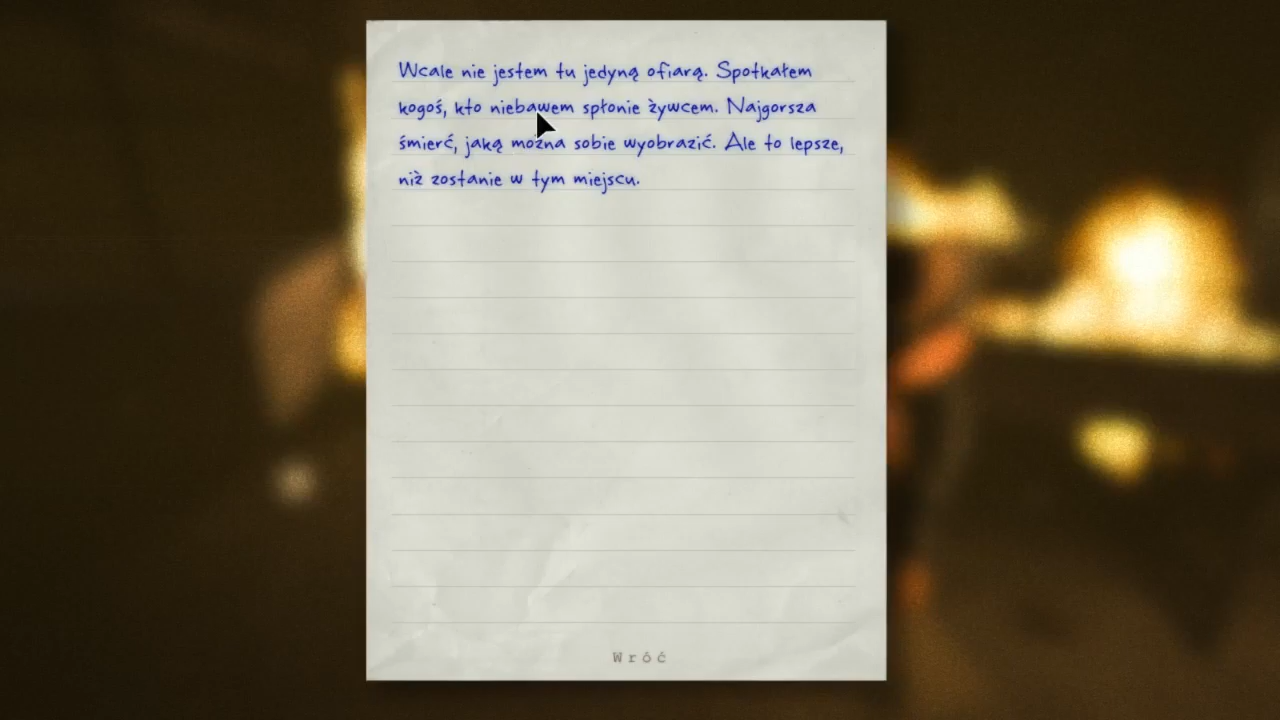 Wcale nie jestem tu jedyną ofiarą. Spotkałem
kogoś, kto niebawem spłonie żywcem. Najgorsza
śmierć, jaką można sobie wyobrazić. Ale to lepsze,
niż zostanie w tym miejscu.
Wróć